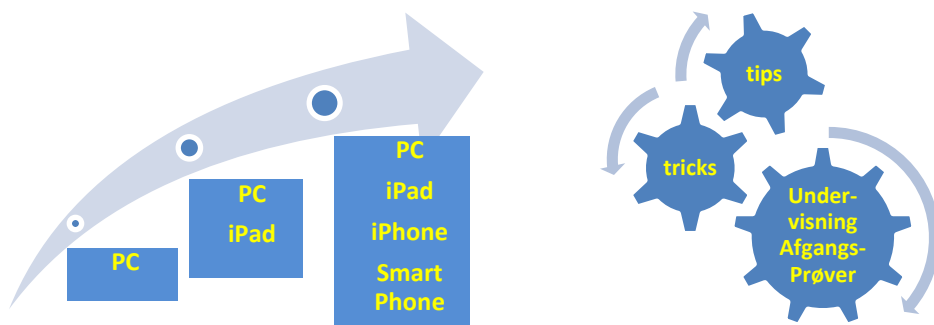 PC
PC
iPad
PC
iPad
iPhone
Smart
Phone
tips
tricks
Under-
visning
Afgangs-
Prøver